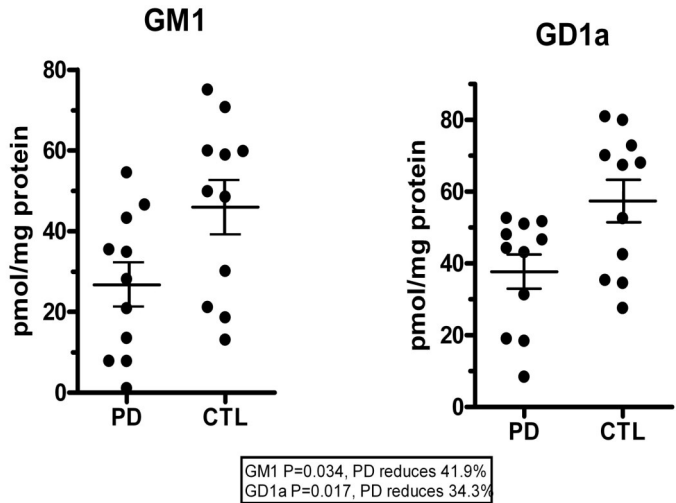 GM1
80
60
40
20
0
pmol/mg protein
PD CTL
GD1a
80
60
40
20
0
pmol/mg protein
PD CTL
GM1 P=0.034, PD reduces 41.9%
GD1a P=0.017, PD reduces 34.3%